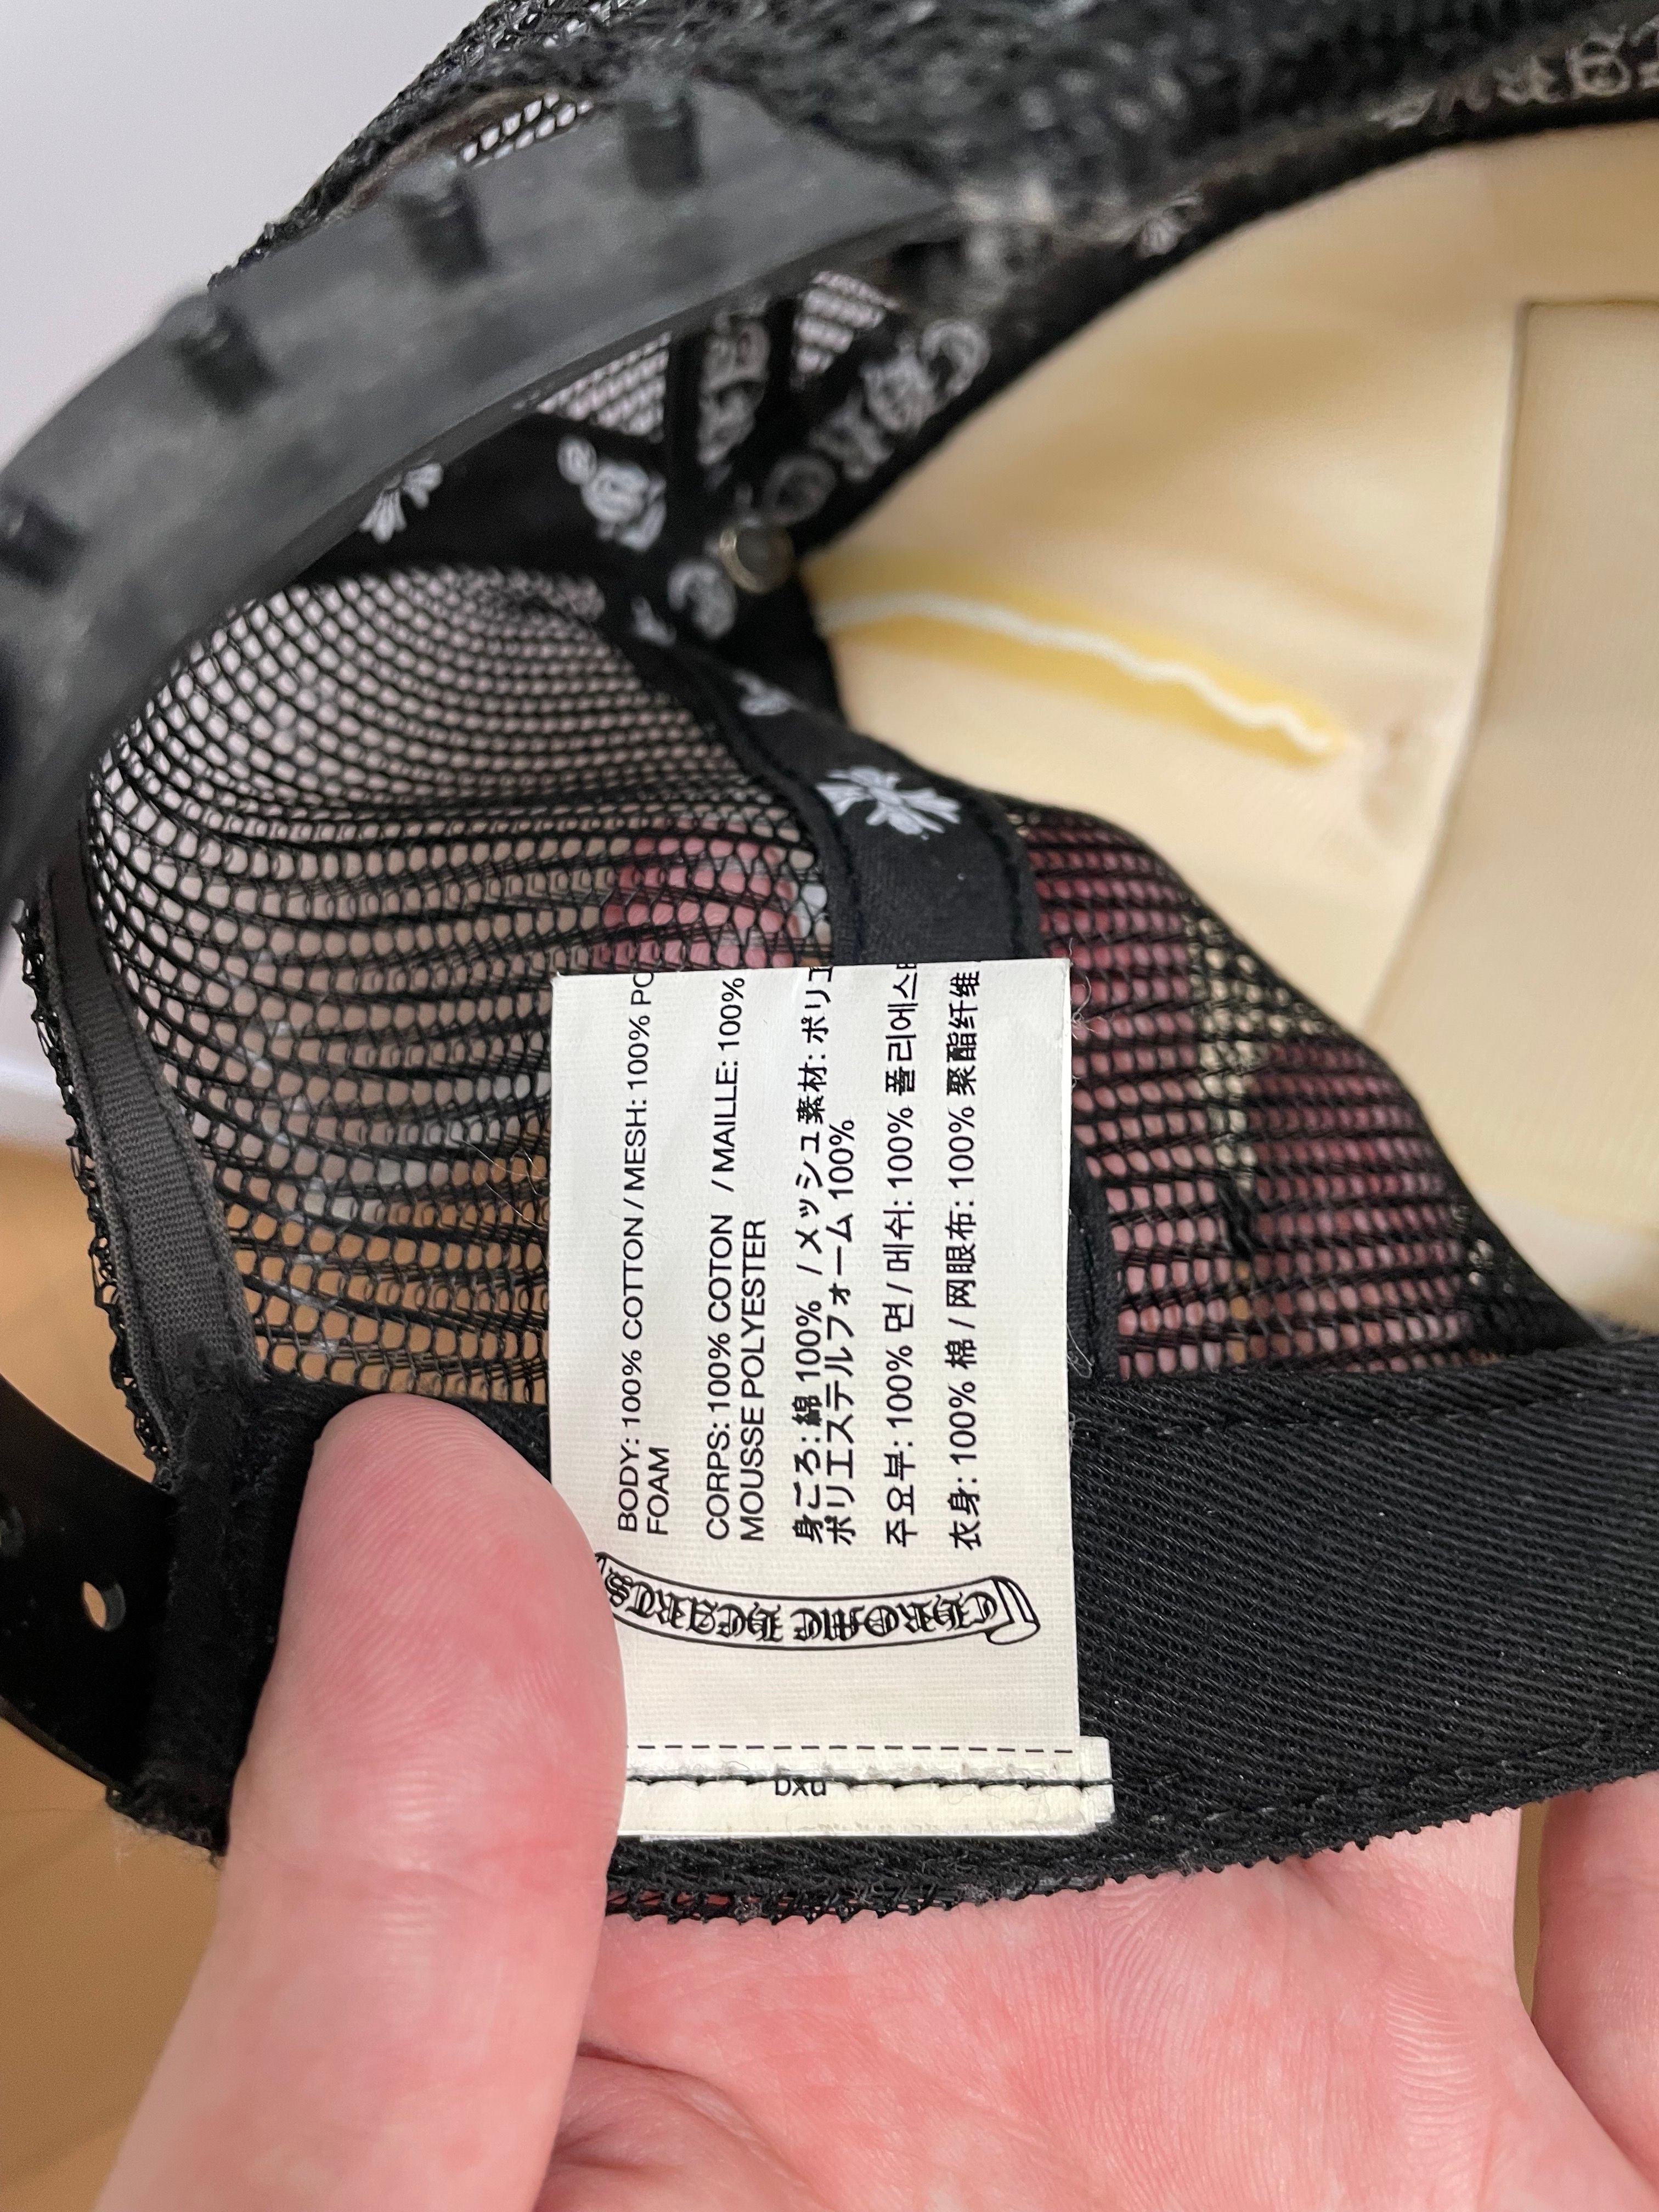 BODY: 100% COTTON / MESH: 100% PO
FOAM
CORPS: 100% COTON / MAILLE: 100%
MOUSSE POLYESTER
身ごろ: 綿 100% / メッシュ素材: ポリエ
ポリエステルフォーム 100%
주요부: 100% 면 / 메쉬: 100% 폴리에스터
衣身: 100% 棉 / 网眼布: 100% 聚酯纤维
CHROME HEARTS